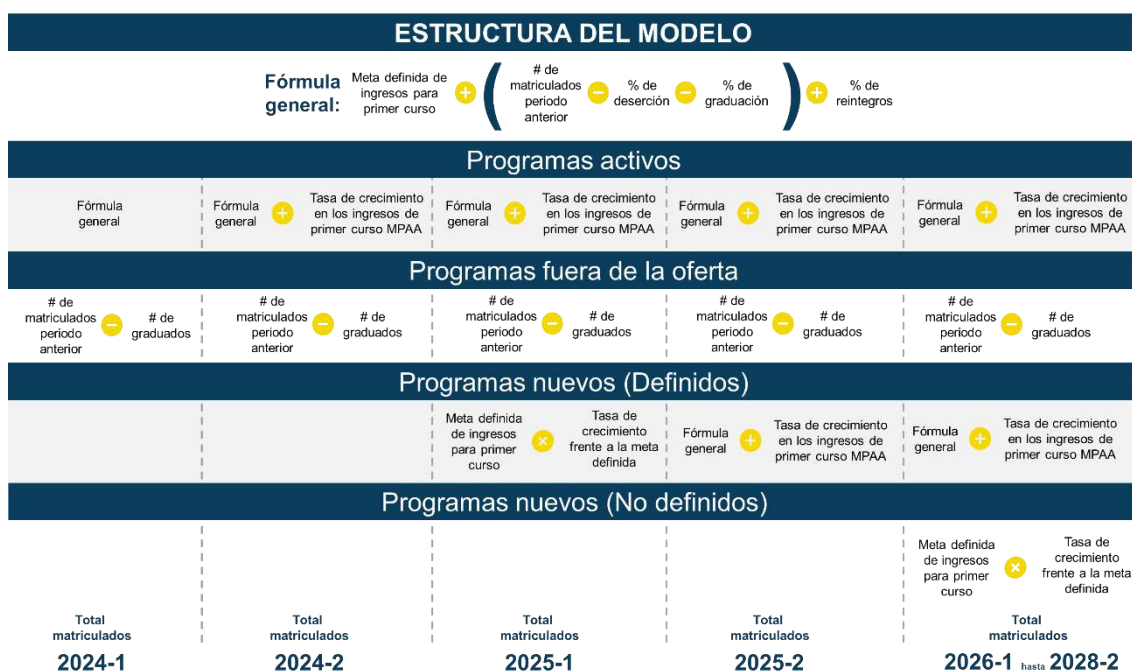 ESTRUCTURA DEL MODELO
Fórmula
general:
Meta definida de
ingresos para
primer curso
+
(
# de
matriculados
periodo
anterior
−
% de
deserción
−
% de
graduación
)
+
% de
reintegros
Programas activos
Fórmula
general
Fórmula
general
+
Tasa de crecimiento
en los ingresos de
primer curso MPAA
Fórmula
general
+
Tasa de crecimiento
en los ingresos de
primer curso MPAA
Fórmula
general
+
Tasa de crecimiento
en los ingresos de
primer curso MPAA
Fórmula
general
+
Tasa de crecimiento
en los ingresos de
primer curso MPAA
Programas fuera de la oferta
# de
matriculados
periodo
anterior
−
# de
graduados
# de
matriculados
periodo
anterior
−
# de
graduados
# de
matriculados
periodo
anterior
−
# de
graduados
# de
matriculados
periodo
anterior
−
# de
graduados
# de
matriculados
periodo
anterior
−
# de
graduados
Programas nuevos (Definidos)
Meta definida
de ingresos
para primer
curso
×
Tasa de
crecimiento
frente a la meta
definida
Fórmula
general
+
Tasa de crecimiento
en los ingresos de
primer curso MPAA
Fórmula
general
+
Tasa de crecimiento
en los ingresos de
primer curso MPAA
Programas nuevos (No definidos)
Meta definida
de ingresos
para primer
curso
×
Tasa de
crecimiento
frente a la meta
definida
Total
matriculados
2024-1
Total
matriculados
2024-2
Total
matriculados
2025-1
Total
matriculados
2025-2
Total
matriculados
2026-1 hasta 2028-2